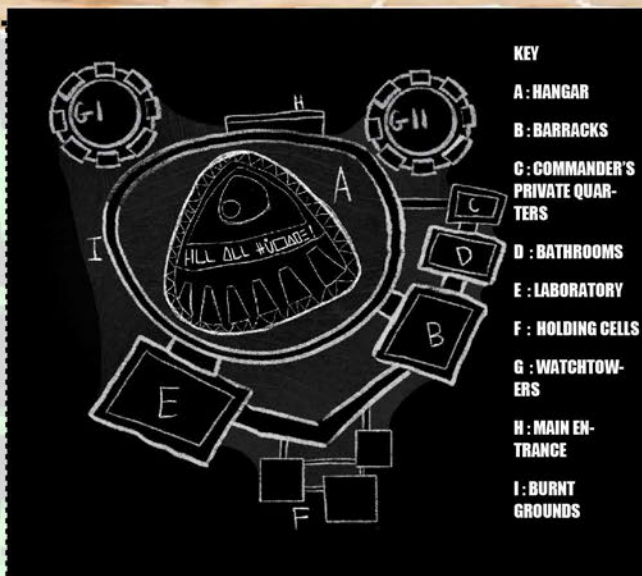 KEY
A : HANGAR
B : BARRACKS
C : COMMANDER'S
PRIVATE QUAR-
TERS
D : BATHROOMS
E : LABORATORY
F : HOLDING CELLS
G : WATCHTOW-
ERS
H : MAIN EN-
TRANCE
I : BURNT
GROUNDS
GI
H
GII
A
C
I
D
ALL
B
E
F